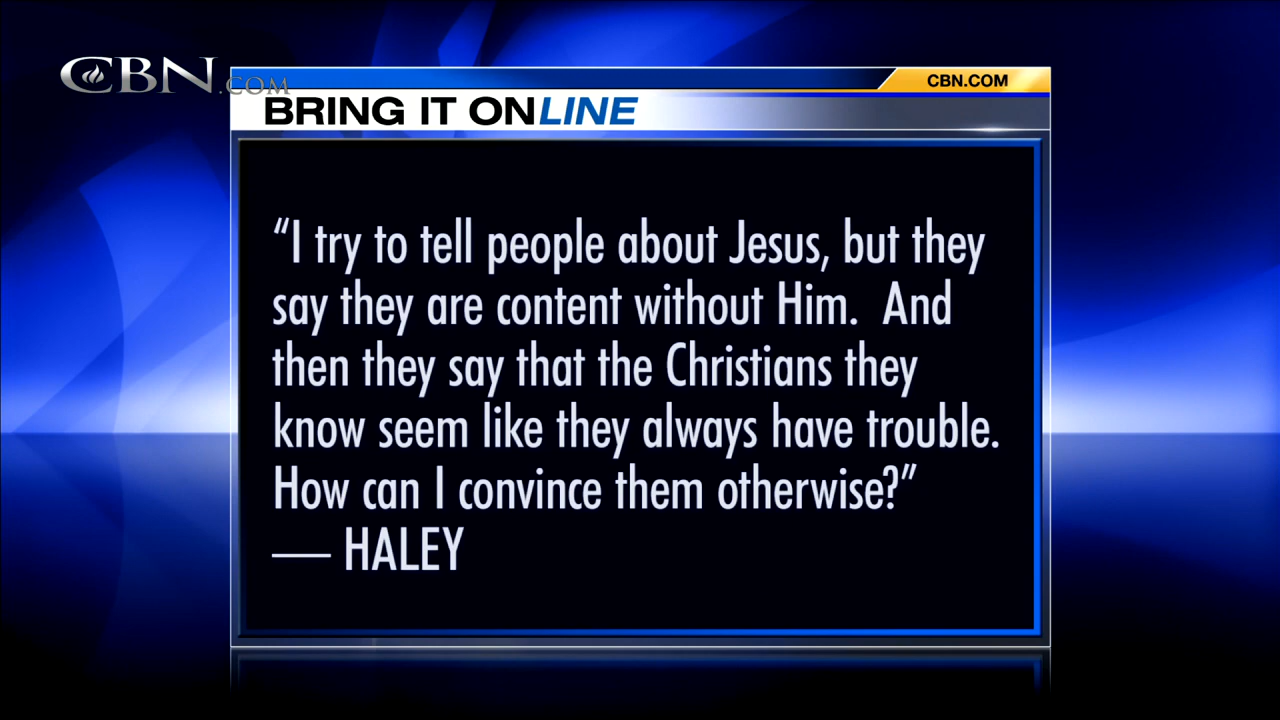 CBN.COM
CBN.COM
BRING IT ONLINE
“I try to tell people about Jesus, but they
say they are content without Him.  And
then they say that the Christians they
know seem like they always have trouble.
How can I convince them otherwise?”
— HALEY